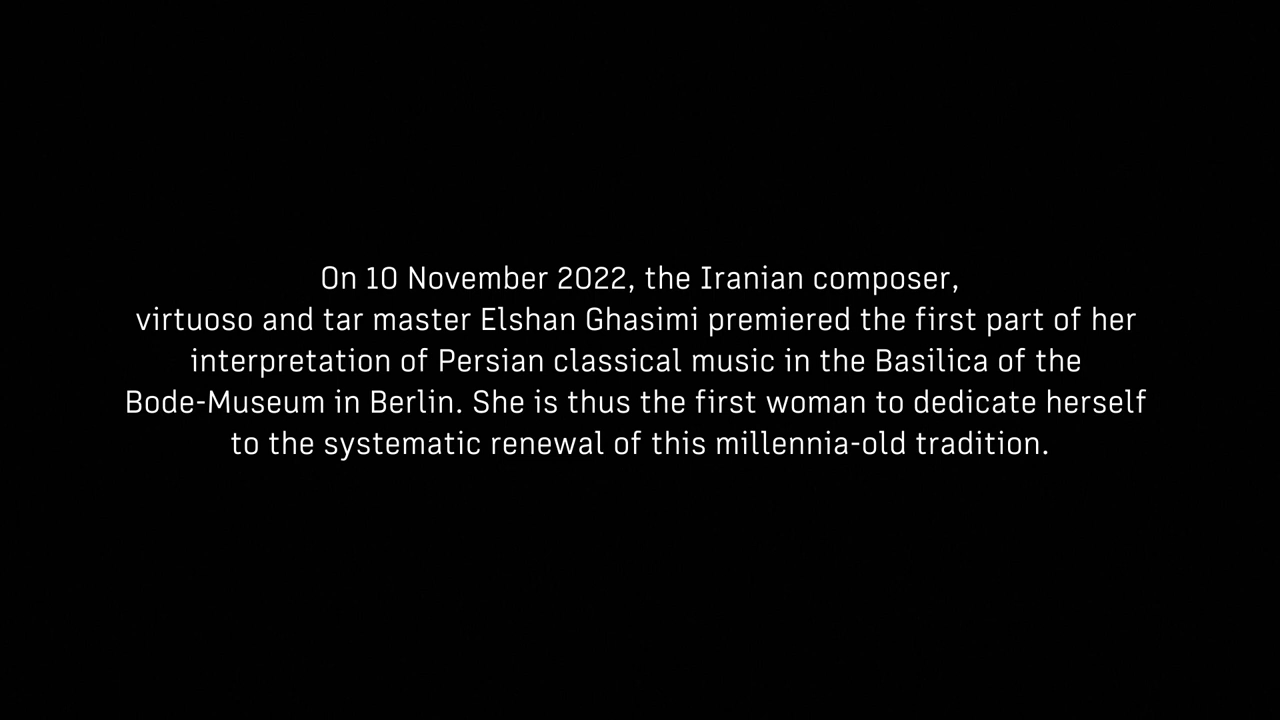 On 10 November 2022, the Iranian composer,
virtuoso and tar master Elshan Ghasimi premiered the first part of her
interpretation of Persian classical music in the Basilica of the
Bode-Museum in Berlin. She is thus the first woman to dedicate herself
to the systematic renewal of this millennia-old tradition.